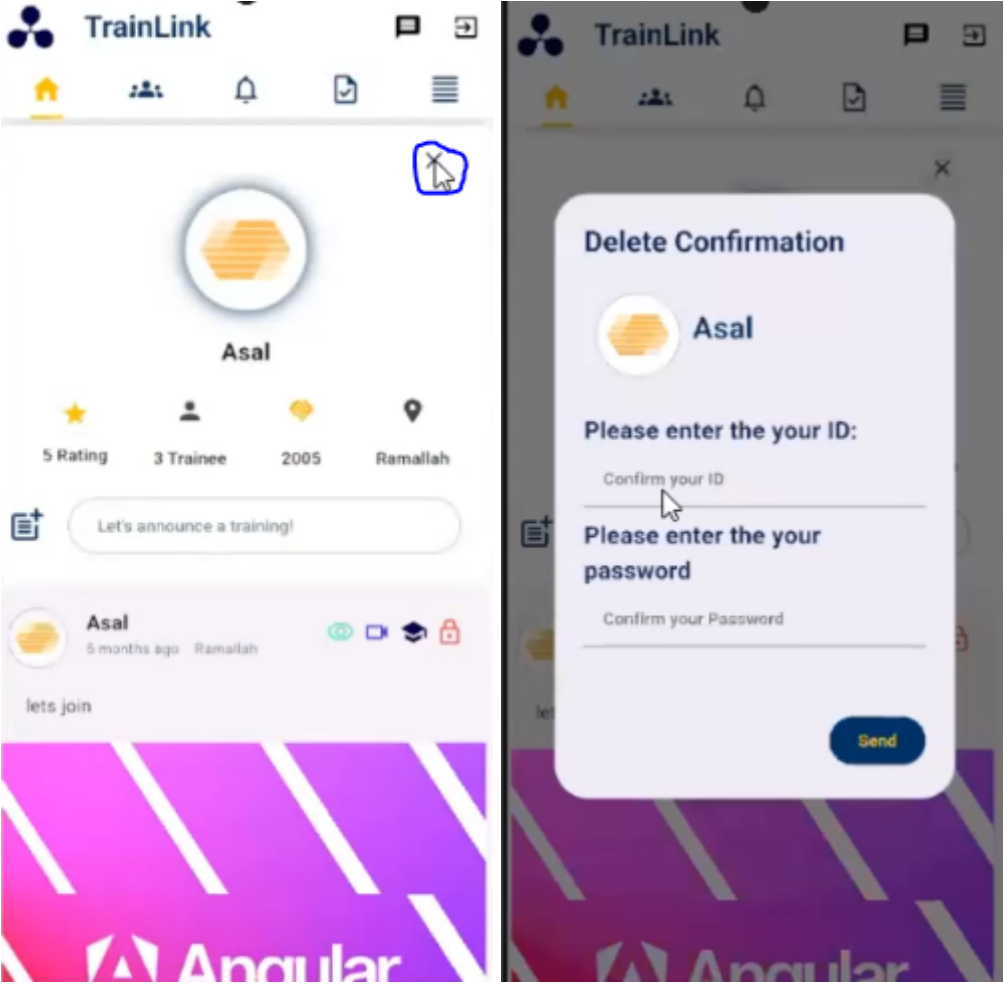 TrainLink
Asal
5 Rating
3 Trainee
2005
Ramallah
Let's announce a training!
Asal
5 months ago Ramallah
lets join
Angular
TrainLink
Delete Confirmation
Asal
Please enter the your ID:
Confirm your ID
Please enter the your
password
Confirm your Password
Send
Angular